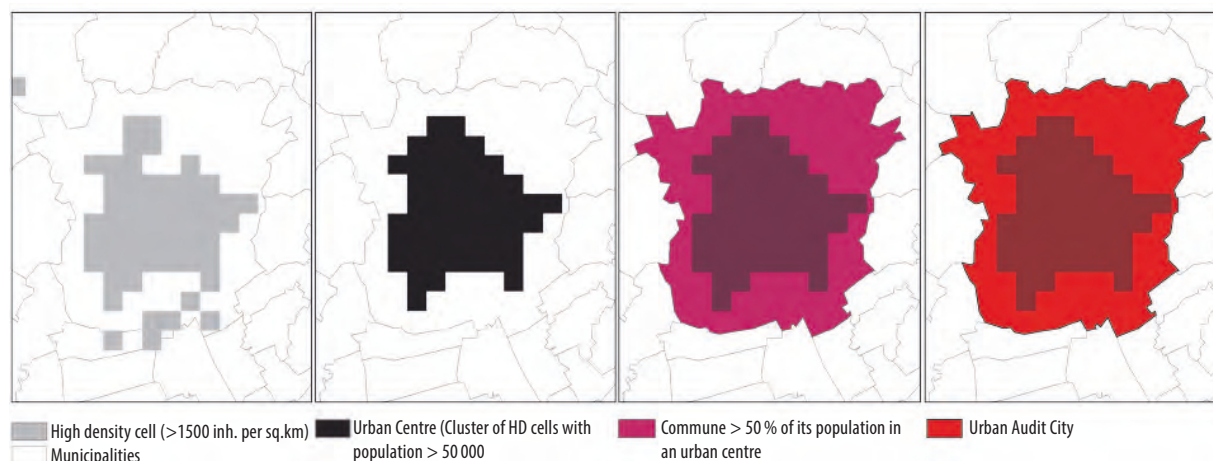 High density cell (>1500 inh. per sq.km)
Municipalities
Urban Centre (Cluster of HD cells with
population > 50 000
Commune > 50 % of its population in
an urban centre
Urban Audit City